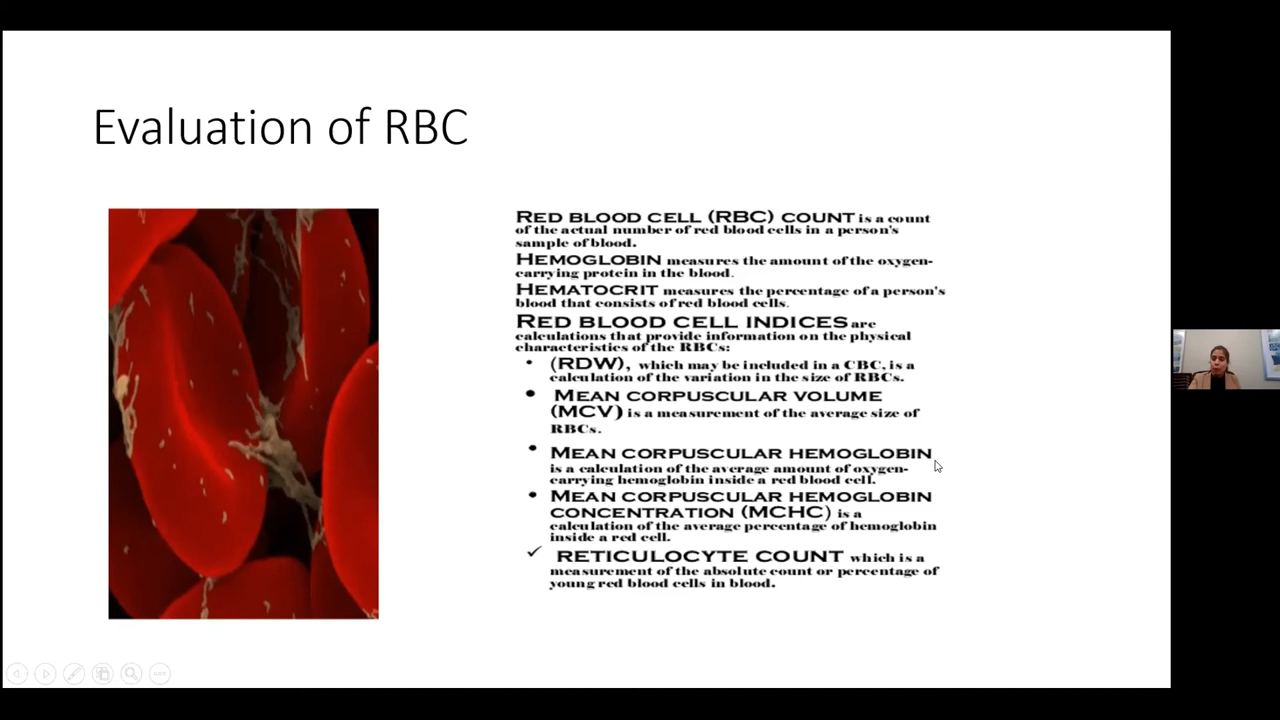 Evaluation of RBC
RED BLOOD CELL (RBC) COUNT is a count
of the actual number of red blood cells in a person's
sample of blood.
HEMOGLOBIN measures the amount of the oxygen-
carrying protein in the blood.
HEMATOCRIT measures the percentage of a person's
blood that consists of red blood cells.
RED BLOOD CELL INDICES are
calculations that provide information on the physical
characteristics of the RBCs:
• (RDW), which may be included in a CBC, is a
calculation of the variation in the size of RBCs.
• MEAN CORPUSCULAR VOLUME
(MCV) is a measurement of the average size of
RBCs.
• MEAN CORPUSCULAR HEMOGLOBIN
is a calculation of the average amount of oxygen-
carrying hemoglobin inside a red blood cell.
• MEAN CORPUSCULAR HEMOGLOBIN
CONCENTRATION (MCHC) is a
calculation of the average percentage of hemoglobin
inside a red cell.
✓ RETICULOCYTE COUNT which is a
measurement of the absolute count or percentage of
young red blood cells in blood.